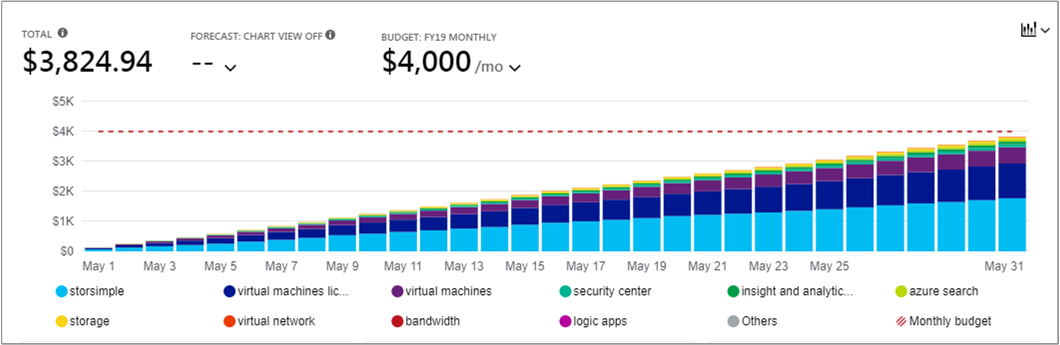 TOTAL FORECAST: CHART VIEW OFF BUDGET: FY19 MONTHLY
$3,824.94 -- $4,000 /mo
$5K
$4K
$3K
$2K
$1K
$0
May 1 May 3 May 5 May 7 May 9 May 11 May 13 May 15 May 17 May 19 May 21 May 23 May 25 May 31
storsimple virtual machines lic... virtual machines security center insight and analytic... azure search
storage virtual network bandwidth logic apps Others Monthly budget